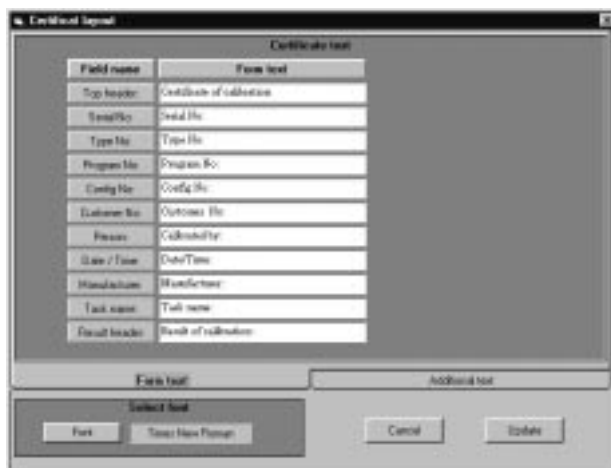 Certificat layout
Certificate text
Field name Form text
Top header Certificate of calibration
Serial No Serial No:
Type No Type No:
Program No Program No:
Config No Config No:
Customer No Customer No:
Person Calibrated by:
Date / Time Date/Time:
Manufacturer Manufacturer:
Task name Task name:
Result header Result of calibration:
Form text Additional text
Select font
Font Times New Roman Cancel Update